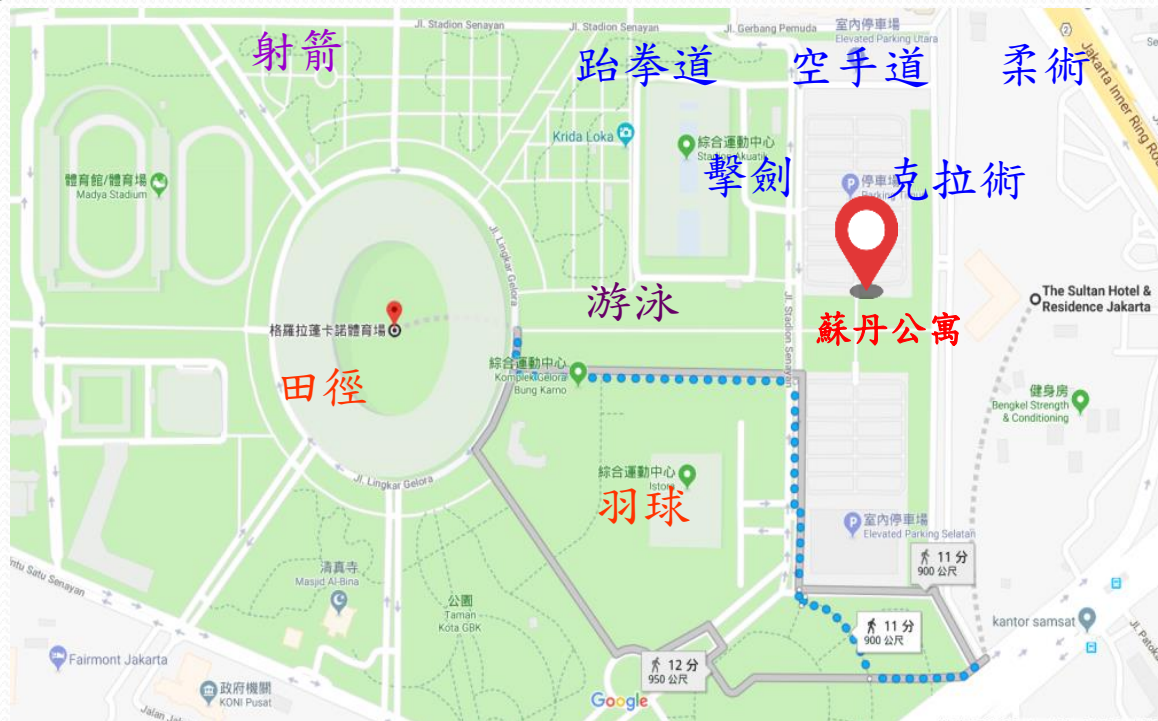 Jl. Stadion Senayan
Jl. Stadion Senayan
Jl. Gerbang Pemuda
室內停車場
Elevated Parking Utara
Jakarta Inner Ring
射箭
跆拳道
空手道
柔術
Krida Loka
綜合運動中心
擊劍
停車場
克拉術
體育館/體育場
Madya Stadium
Jl. Lingkar Gelora
游泳
Jl. Stadion Senayan
蘇丹公寓
The Sultan Hotel &
Residence Jakarta
格羅拉蓬卡諾體育場
田徑
綜合運動中心
Komplek Gelora
Bung Karno
健身房
Bengkel Strength
& Conditioning
Jl. Lingkar Gelora
綜合運動中心
Istora
羽球
室內停車場
Elevated Parking Selatan
11 分
900 公尺
清真寺
Masjid Al-Bina
公園
Taman
Kota GBK
11 分
900 公尺
kantor samsat
12 分
950 公尺
Fairmont Jakarta
政府機關
KONI Pusat
Google